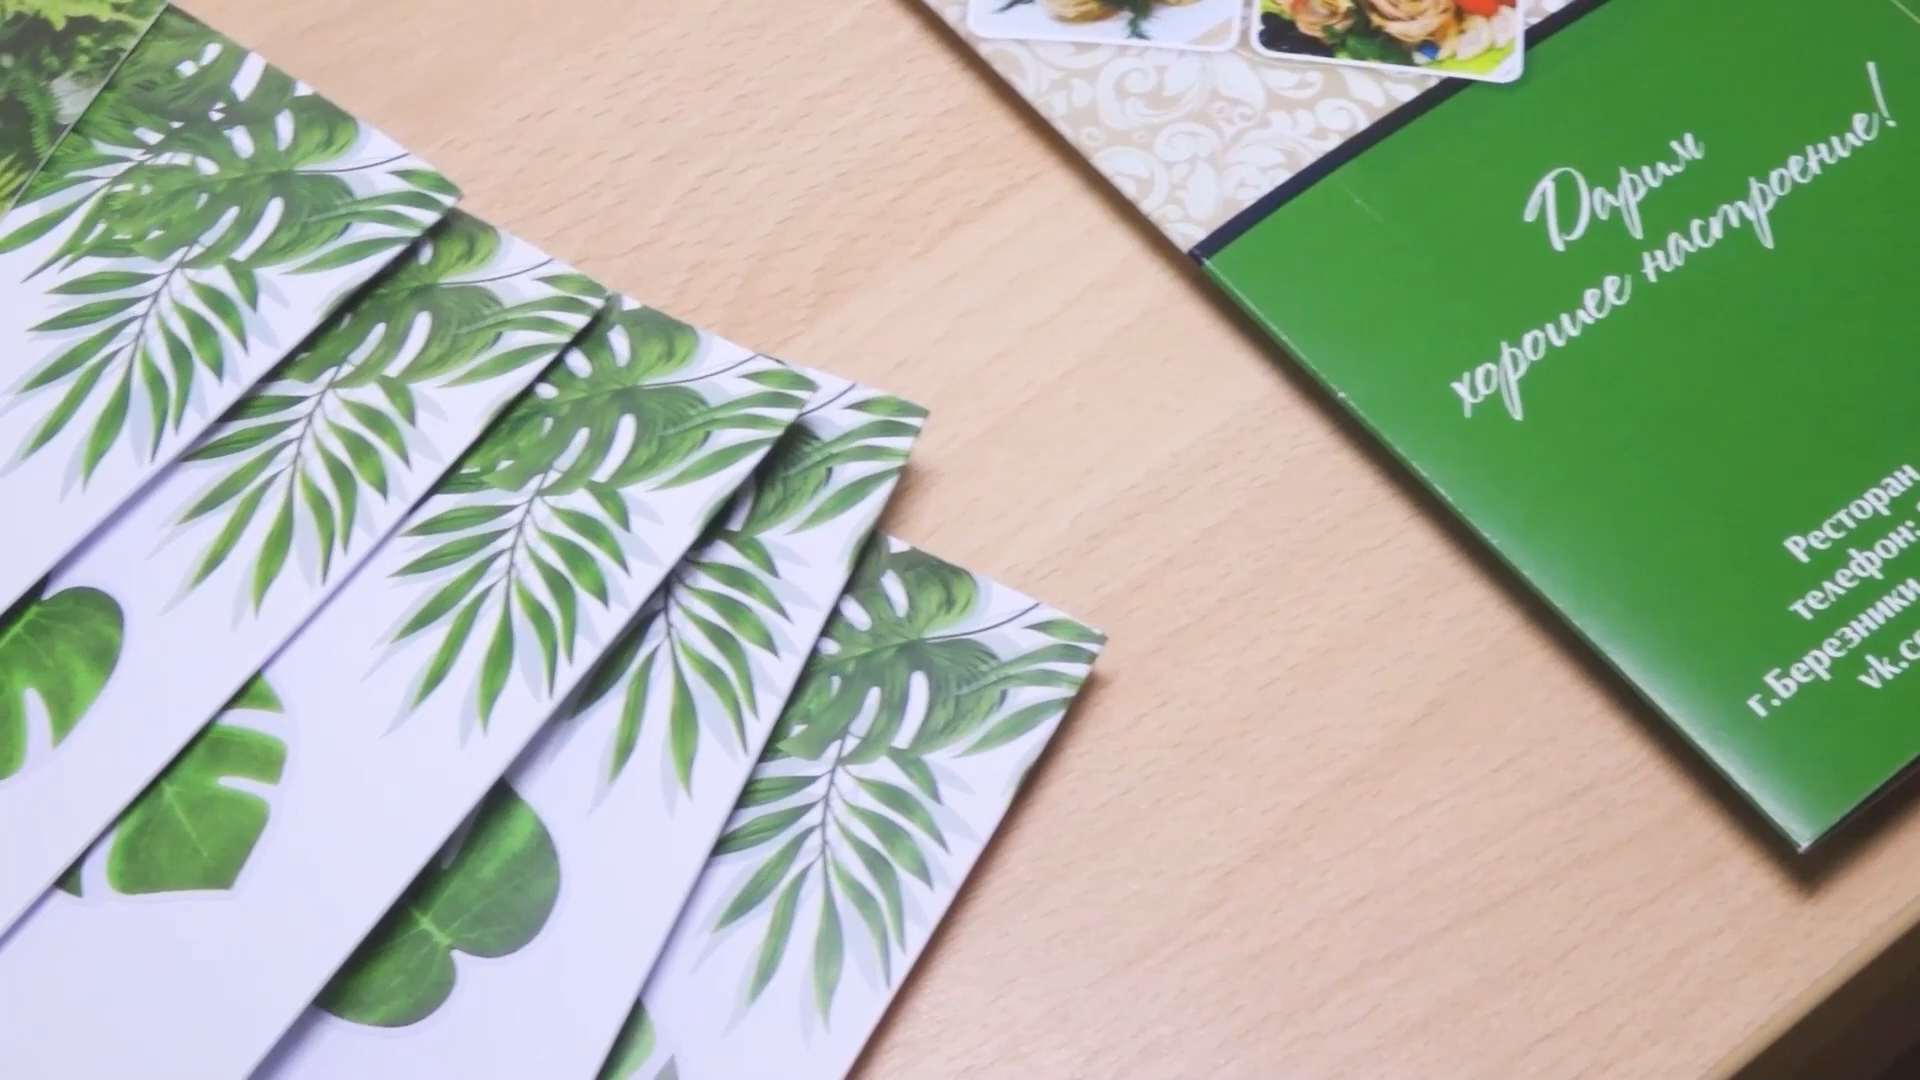 Дарим
хорошее настроение!
Ресторан
телефон:
г.Березники
vk.c